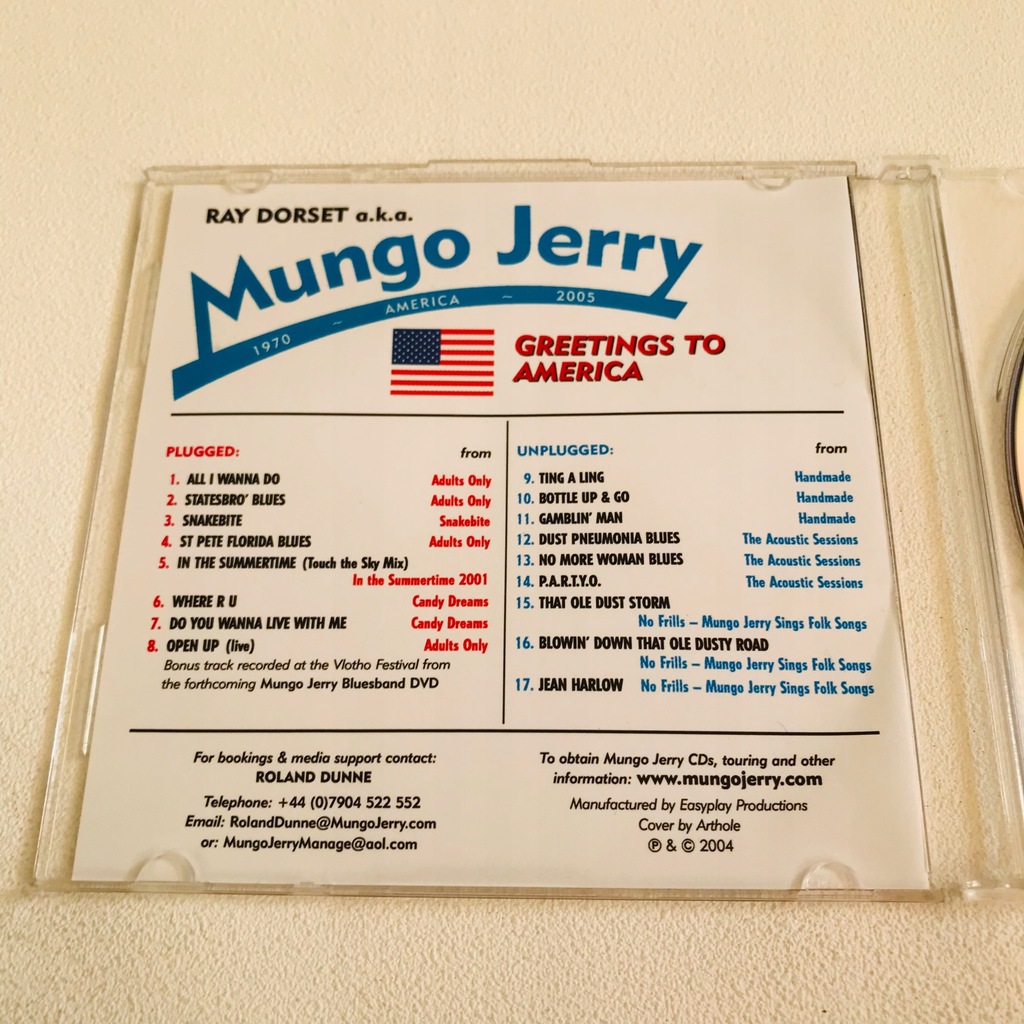 RAY DORSET a.k.a.
Mungo Jerry
1970 ~ AMERICA ~ 2005
GREETINGS TO
AMERICA
PLUGGED: from
1. ALL I WANNA DO Adults Only
2. STATESBRO' BLUES Adults Only
3. SNAKEBITE Snakebite
4. ST PETE FLORIDA BLUES Adults Only
5. IN THE SUMMERTIME (Touch the Sky Mix)
In the Summertime 2001
6. WHERE R U Candy Dreams
7. DO YOU WANNA LIVE WITH ME Candy Dreams
8. OPEN UP (live) Adults Only
Bonus track recorded at the Vlotho Festival from
the forthcoming Mungo Jerry Bluesband DVD
UNPLUGGED: from
9. TING A LING Handmade
10. BOTTLE UP & GO Handmade
11. GAMBLIN' MAN Handmade
12. DUST PNEUMONIA BLUES The Acoustic Sessions
13. NO MORE WOMAN BLUES The Acoustic Sessions
14. P.A.R.T.Y.O. The Acoustic Sessions
15. THAT OLE DUST STORM
No Frills – Mungo Jerry Sings Folk Songs
16. BLOWIN' DOWN THAT OLE DUSTY ROAD
No Frills – Mungo Jerry Sings Folk Songs
17. JEAN HARLOW No Frills – Mungo Jerry Sings Folk Songs
For bookings & media support contact:
ROLAND DUNNE
Telephone: +44 (0)7904 522 552
Email: RolandDunne@MungoJerry.com
or: MungoJerryManage@aol.com
To obtain Mungo Jerry CDs, touring and other
information: www.mungojerry.com
Manufactured by Easyplay Productions
Cover by Arthole
℗ & © 2004